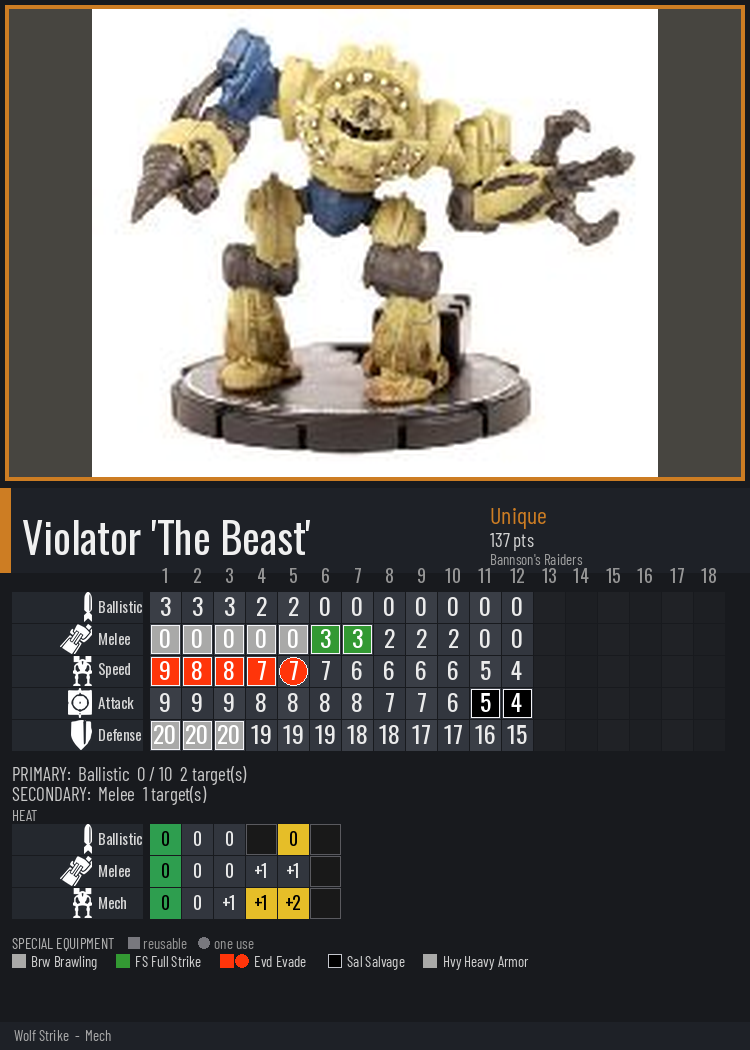 Violator 'The Beast'
Unique
137 pts
Bannson's Raiders
1 2 3 4 5 6 7 8 9 10 11 12 13 14 15 16 17 18
Ballistic 3 3 3 2 2 0 0 0 0 0 0 0
Melee 0 0 0 0 0 3 3 2 2 2 0 0
Speed 9 8 8 7 7 7 6 6 6 6 5 4
Attack 9 9 9 8 8 8 8 7 7 6 5 4
Defense 20 20 20 19 19 19 18 18 17 17 16 15
PRIMARY: Ballistic 0 / 10 2 target(s)
SECONDARY: Melee 1 target(s)
HEAT
Ballistic 0 0 0 0
Melee 0 0 0 +1 +1
Mech 0 0 +1 +1 +2
SPECIAL EQUIPMENT reusable one use
Brw Brawling FS Full Strike Evd Evade Sal Salvage Hvy Heavy Armor
Wolf Strike - Mech